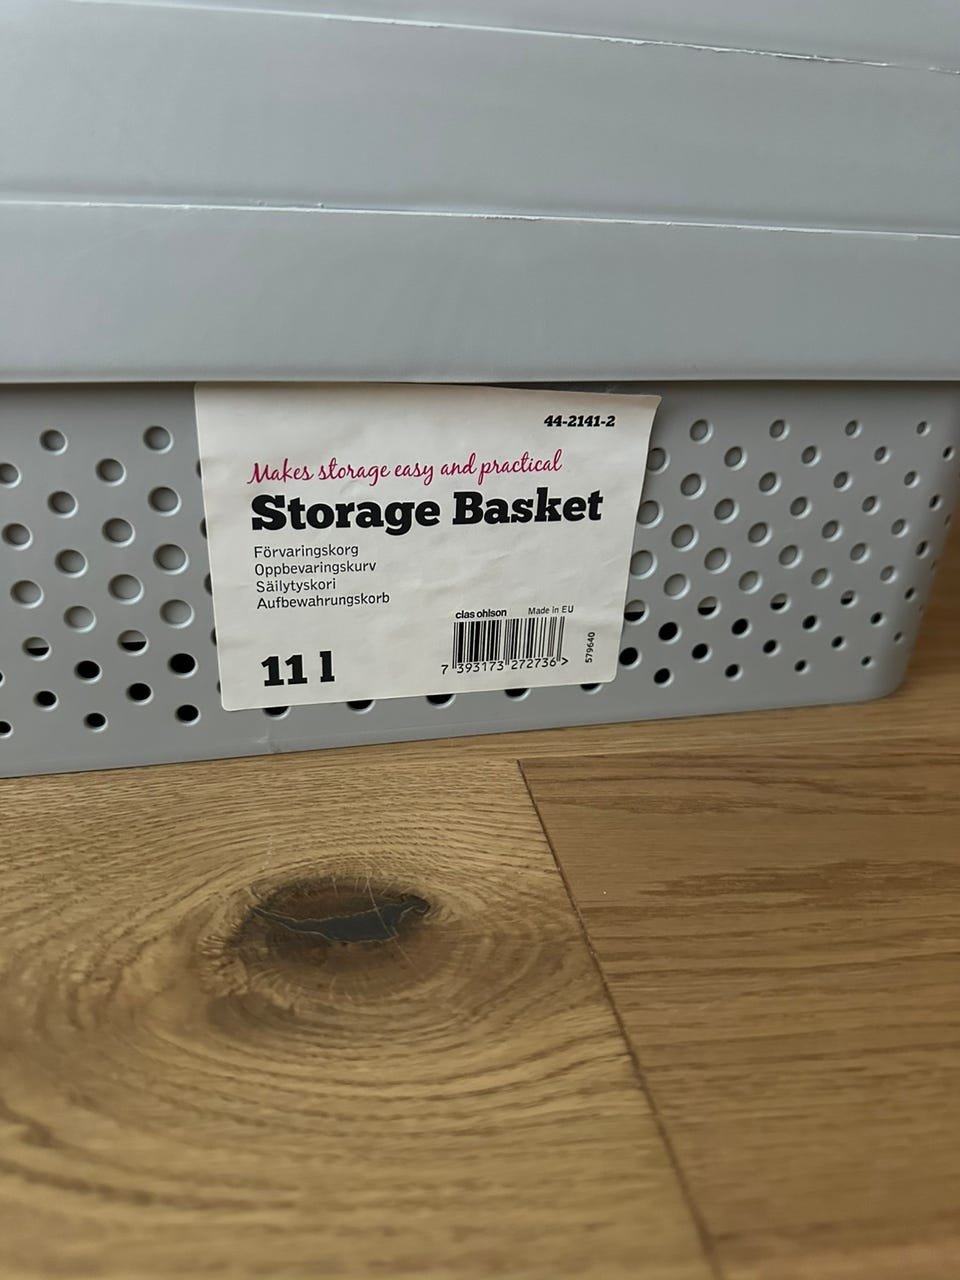 44-2141-2
Makes storage easy and practical
Storage Basket
Förvaringskorg
Oppbevaringskurv
Säilytyskori
Aufbewahrungskorb
clas ohlson Made in EU
11 l
7 393173 272736 >
579640